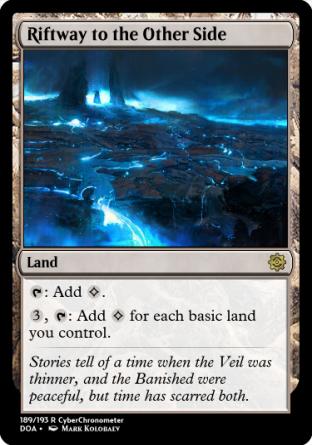 Riftway to the Other Side
Land
: Add .
3, : Add for each basic land
you control.
Stories tell of a time when the Veil was
thinner, and the Banished were
peaceful, but time has scarred both.
189/193 R CyberChronometer
DOA • Mark Kolobaev